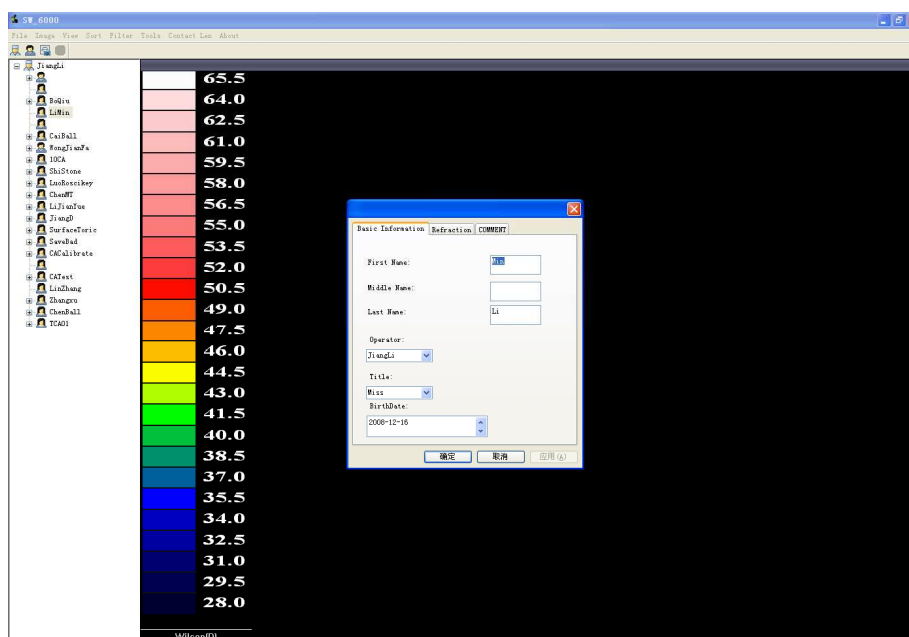 SW_6000
File Image View Sort Filter Tools Contact Len About
JiangLi
BoQiu
LiMin
CaiBall
WongJianFa
10CA
ShiStone
LuoRoscikey
ChenMT
LiJianYue
JiangD
SurfaceToric
SaveBad
CACalibrate
CATest
LinZhang
Zhangxu
ChenBall
TCAO1
65.5
64.0
62.5
61.0
59.5
58.0
56.5
55.0
53.5
52.0
50.5
49.0
47.5
46.0
44.5
43.0
41.5
40.0
38.5
37.0
35.5
34.0
32.5
31.0
29.5
28.0
Basic Information Refraction COMMENT
First Name: Min
Middle Name:
Last Name: Li
Operator:
JiangLi
Title:
Miss
BirthDate:
2008-12-16
确定 取消 应用(A)